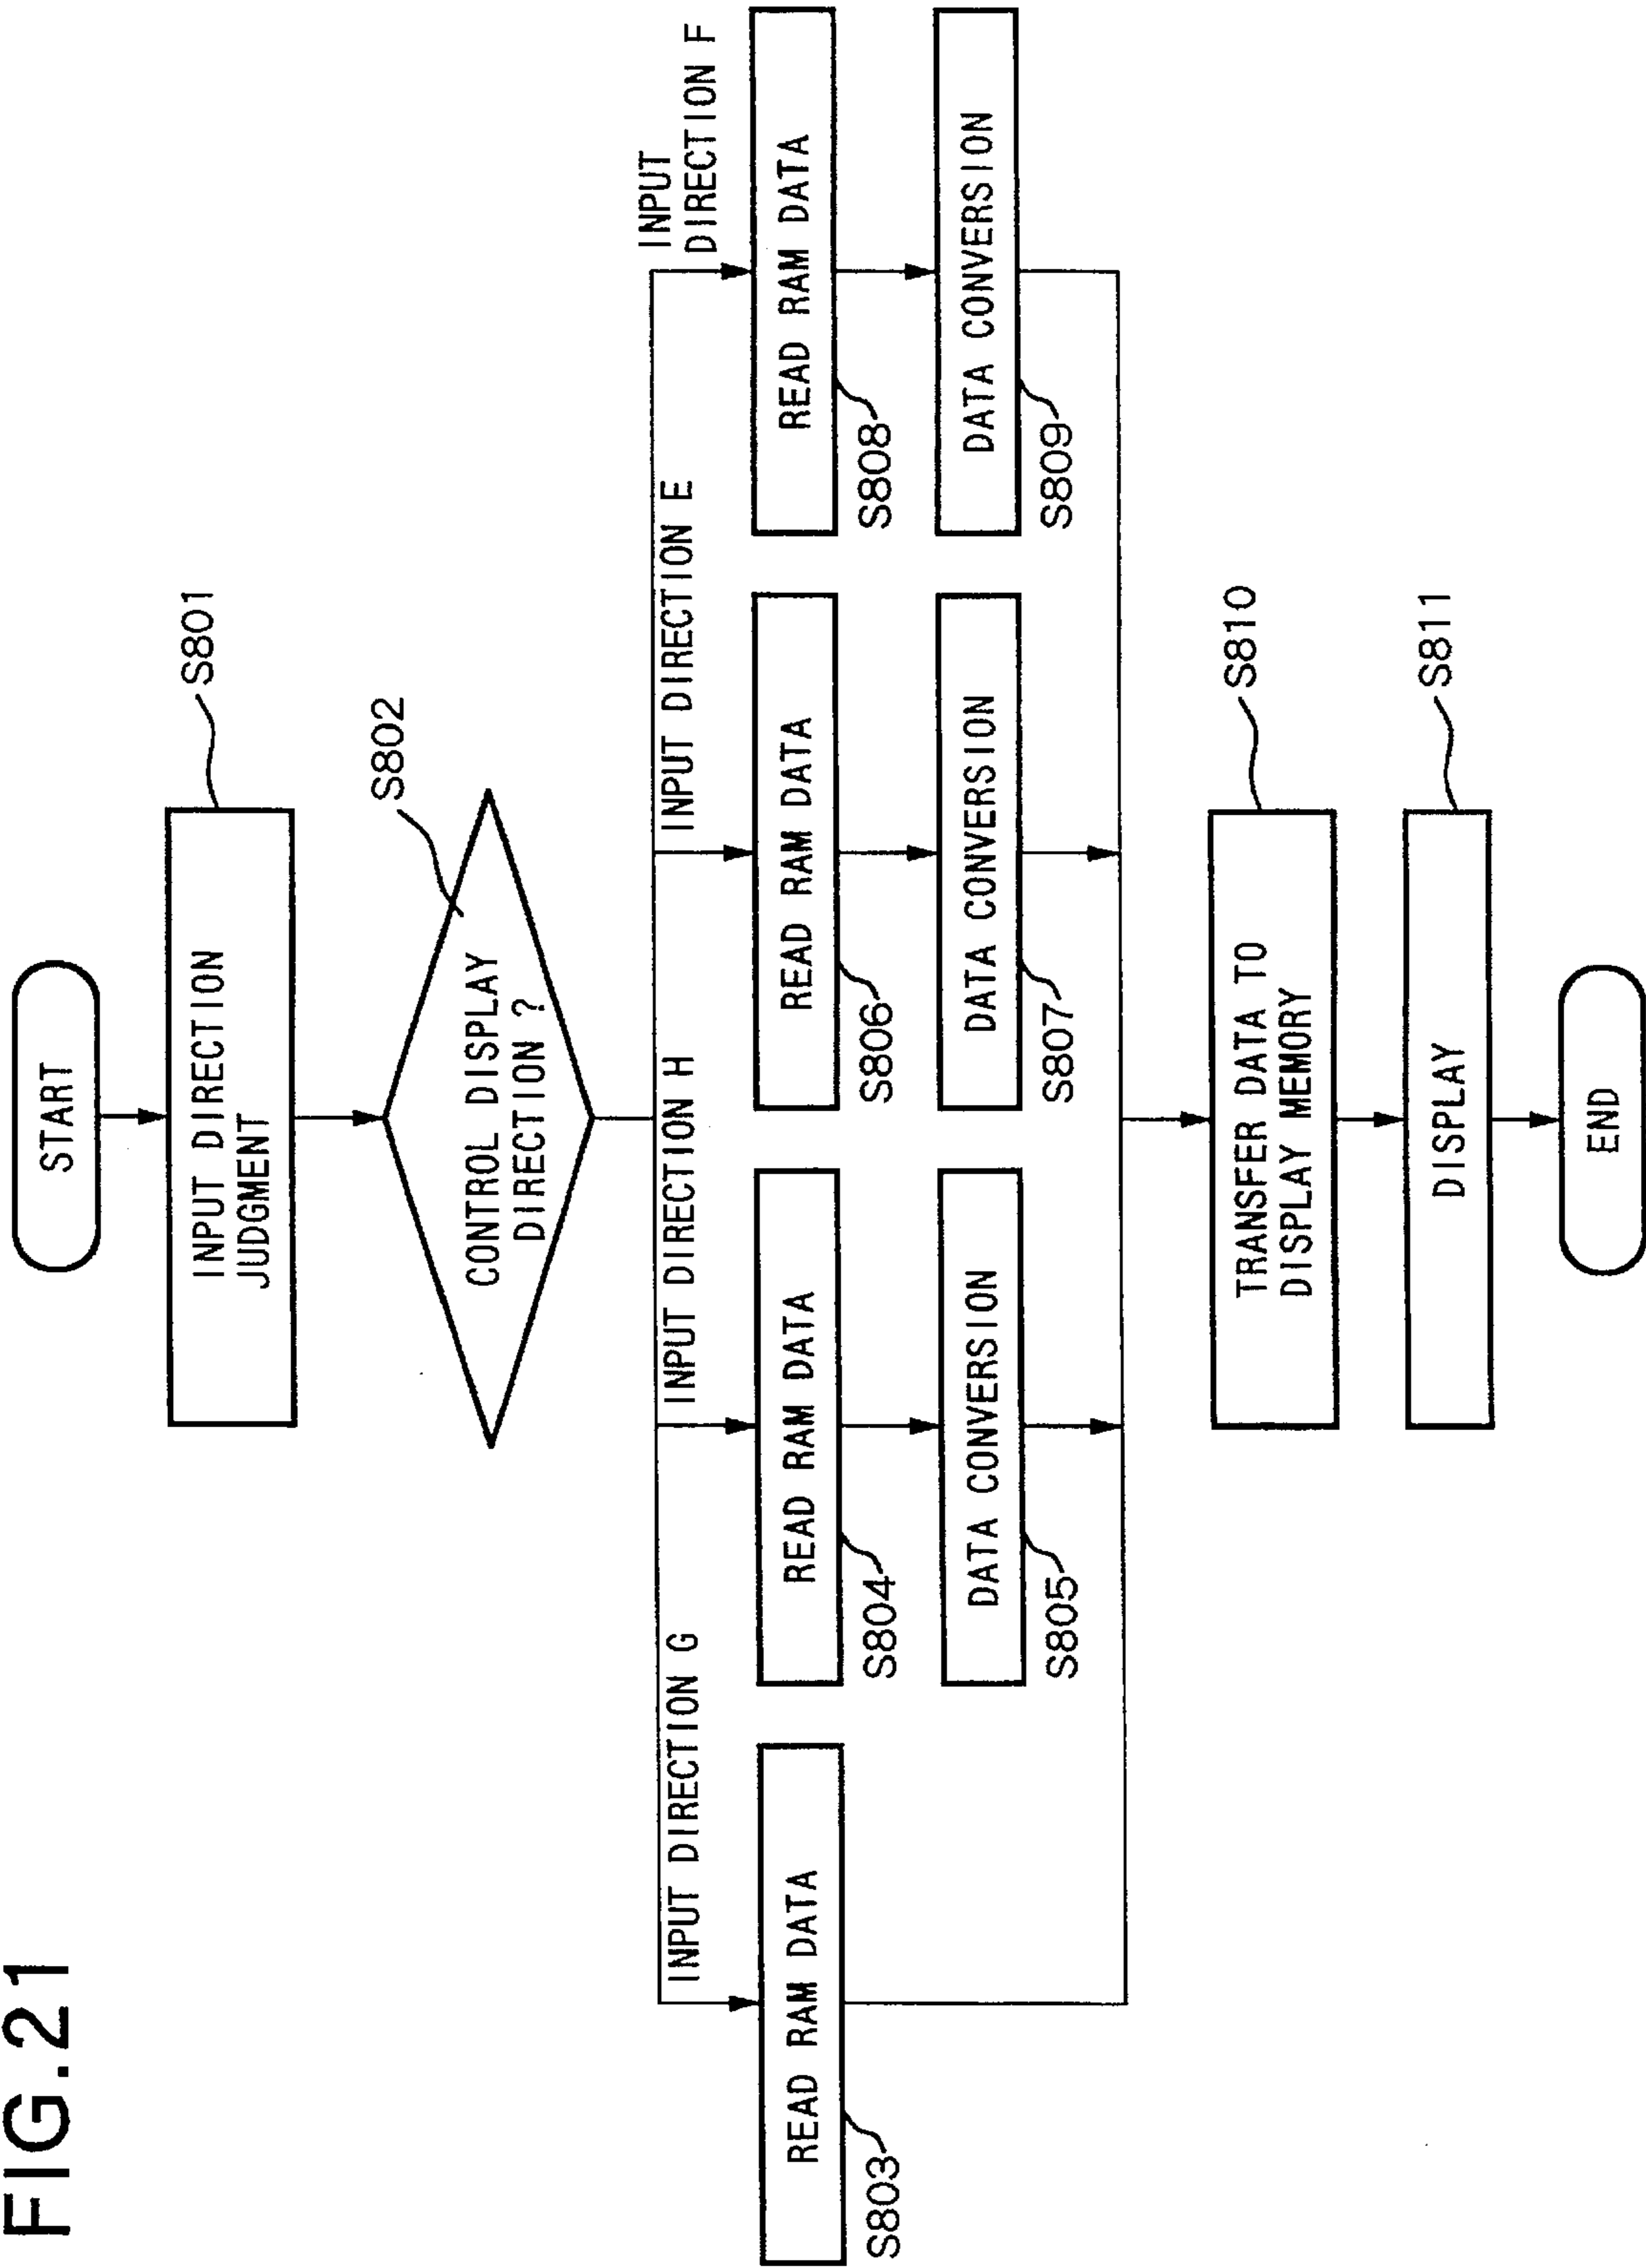 FIG.21
START
INPUT DIRECTION
JUDGMENT
S801
CONTROL DISPLAY
DIRECTION ?
S802
INPUT DIRECTION G
INPUT DIRECTION H
INPUT DIRECTION E
INPUT
DIRECTION F
READ RAM DATA
S803
READ RAM DATA
S804
READ RAM DATA
S806
READ RAM DATA
S808
DATA CONVERSION
S805
DATA CONVERSION
S807
DATA CONVERSION
S809
TRANSFER DATA TO
DISPLAY MEMORY
S810
DISPLAY
S811
END